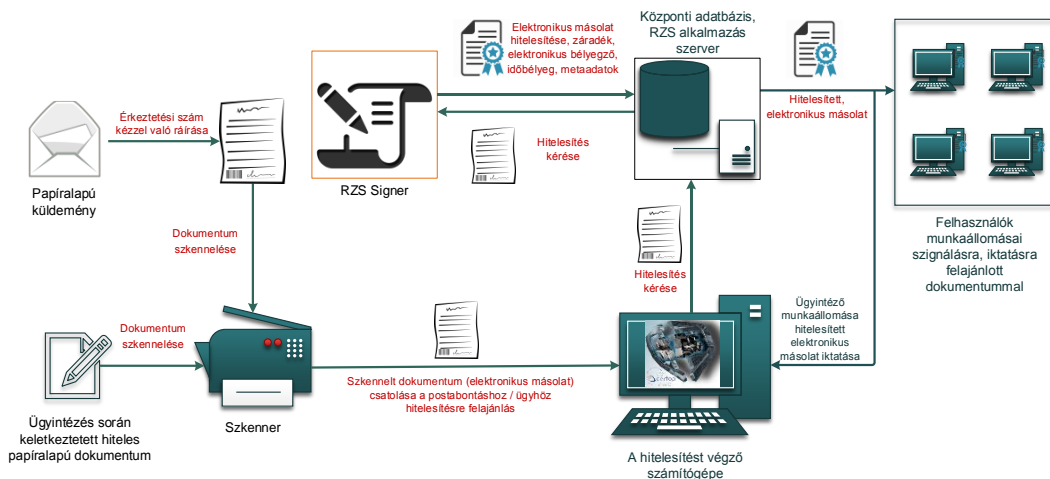 Érkeztetési szám
kézzel való ráírása
Papíralapú
küldemény
RZS Signer
Elektronikus másolat
hitelesítése, záradék,
elektronikus bélyegző,
időbélyeg, metaadatok
Hitelesítés
kérése
Központi adatbázis,
RZS alkalmazás
szerver
Hitelesített,
elektronikus másolat
Felhasználók
munkaállomásai
szignálásra, iktatásra
felajánlott
dokumentummal
Dokumentum
szkennelése
Hitelesítés
kérése
Ügyintéző
munkaállomása
hitelesített
elektronikus
másolat iktatása
Dokumentum
szkennelése
Szkennelt dokumentum (elektronikus másolat)
csatolása a postabontáshoz / ügyhöz
hitelesítésre felajánlás
Ügyintézés során
keletkeztetett hiteles
papíralapú dokumentum
Szkenner
A hitelesítést végző
számítógépe